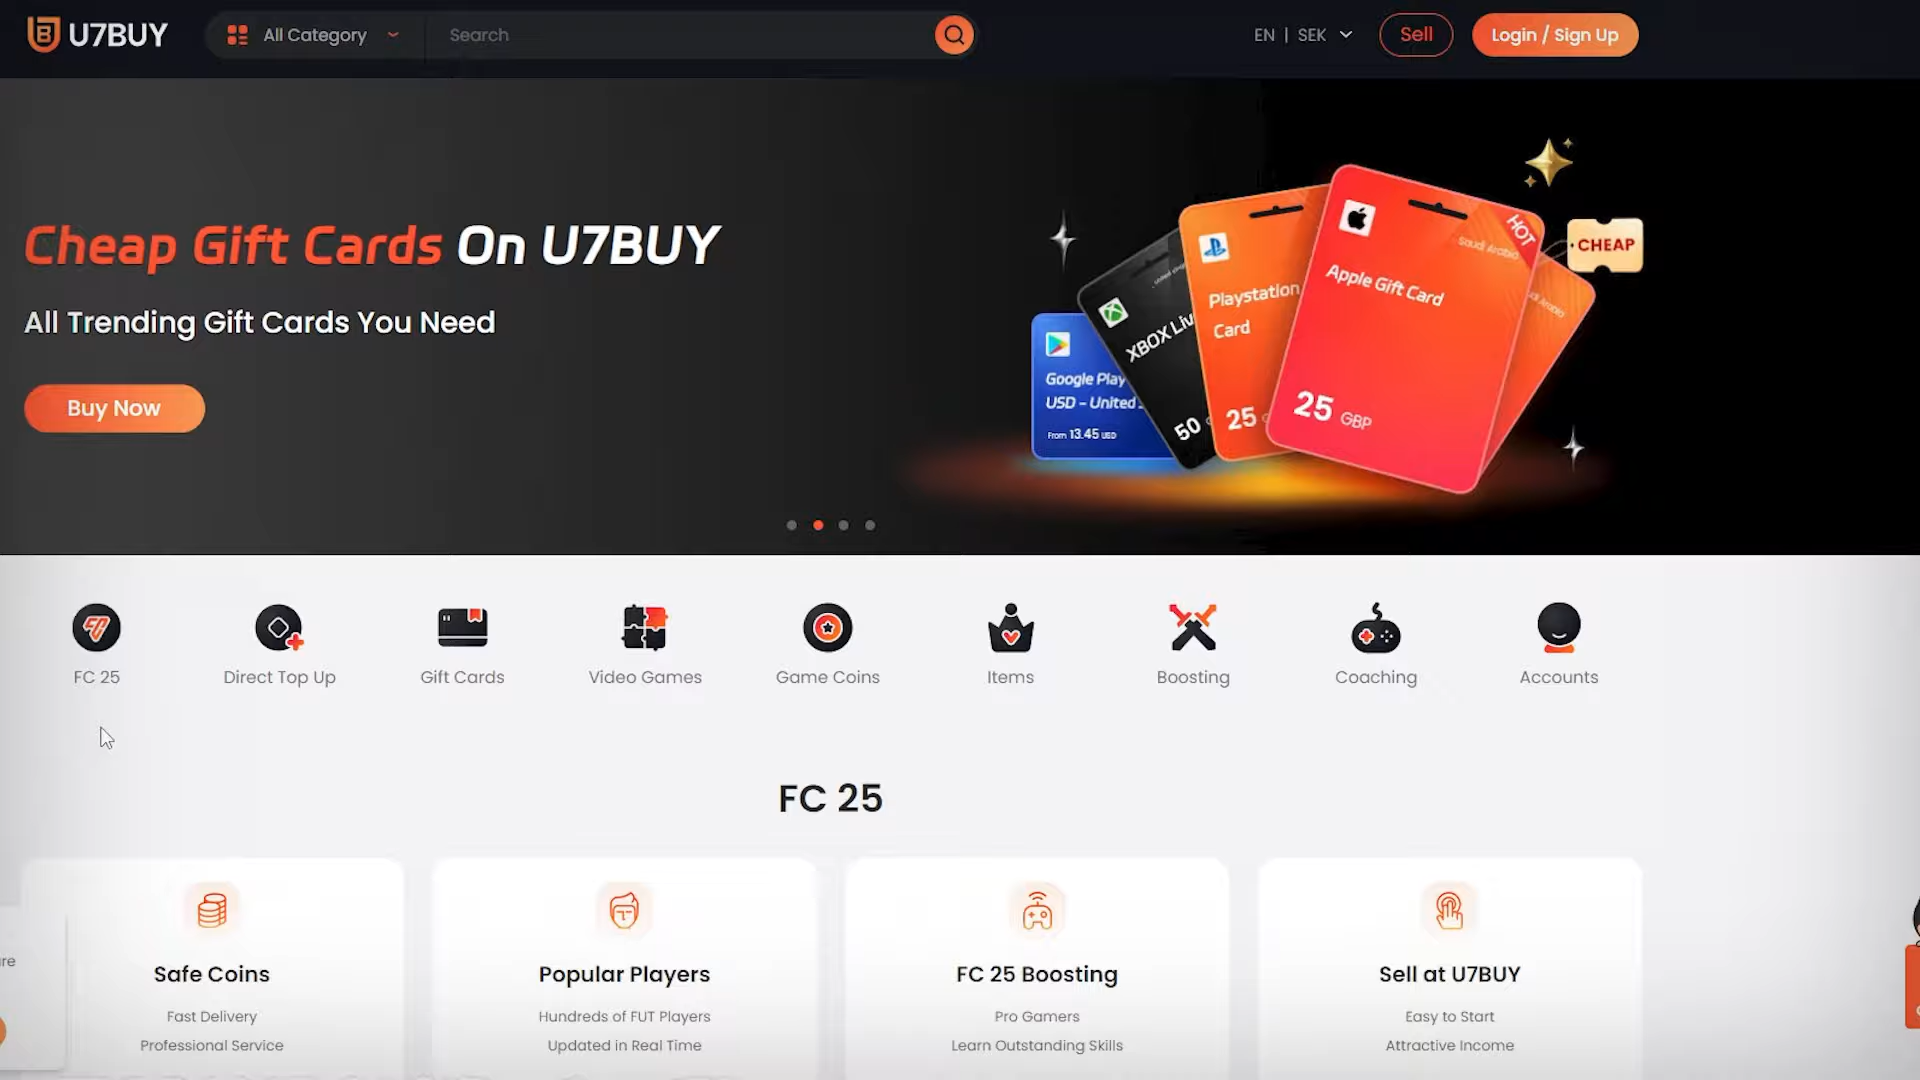 U7BUY
All Category
Search
EN | SEK
Sell
Login / Sign Up
Cheap Gift Cards On U7BUY
All Trending Gift Cards You Need
Buy Now
CHEAP
HOT
Saudi Arabia
Apple Gift Card
25 GBP
Playstation
Card
25
XBOX Liv
50
Google Play
USD - United
From 13.45 USD
FC 25
Direct Top Up
Gift Cards
Video Games
Game Coins
Items
Boosting
Coaching
Accounts
FC 25
Safe Coins
Fast Delivery
Professional Service
Popular Players
Hundreds of FUT Players
Updated in Real Time
FC 25 Boosting
Pro Gamers
Learn Outstanding Skills
Sell at U7BUY
Easy to Start
Attractive Income